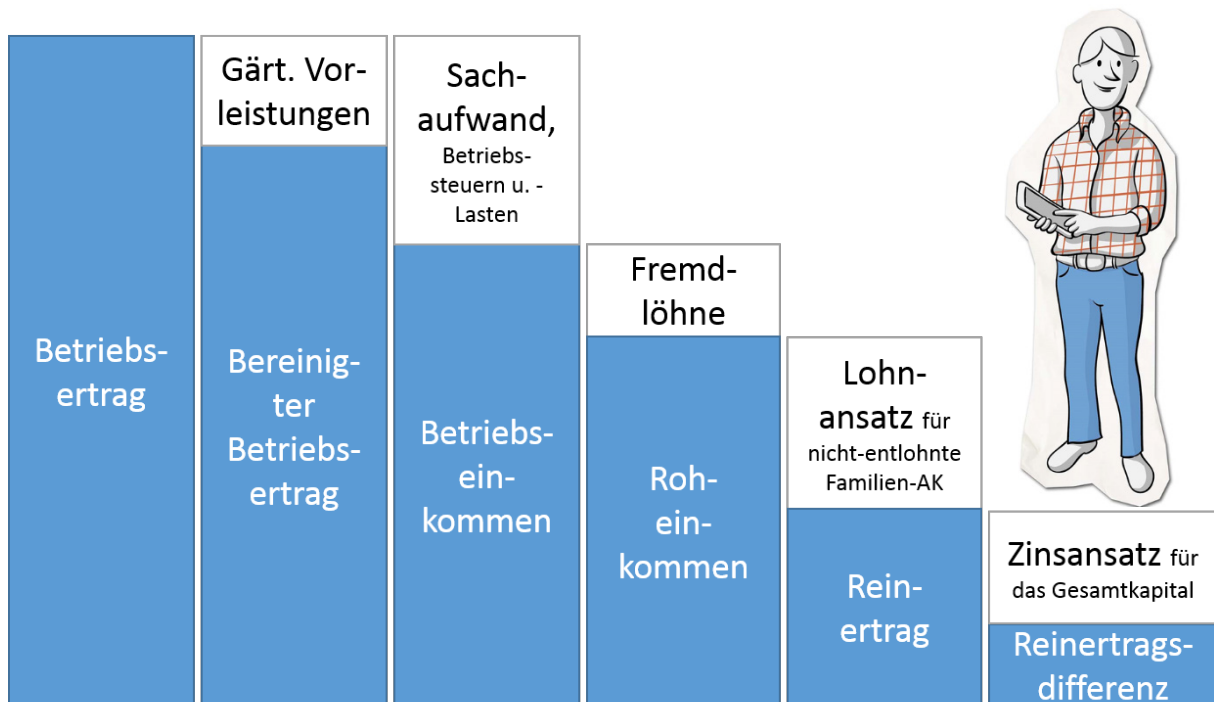 Betriebs-
ertrag
Gärt. Vor-
leistungen
Bereinig-
ter
Betriebs-
ertrag
Sach-
aufwand,
Betriebs-
steuern u. -
Lasten
Betriebs-
ein-
kommen
Fremd-
löhne
Roh-
ein-
kommen
Lohn-
ansatz für
nicht-entlohnte
Familien-AK
Rein-
ertrag
Zinsansatz für
das Gesamtkapital
Reinertrags-
differenz